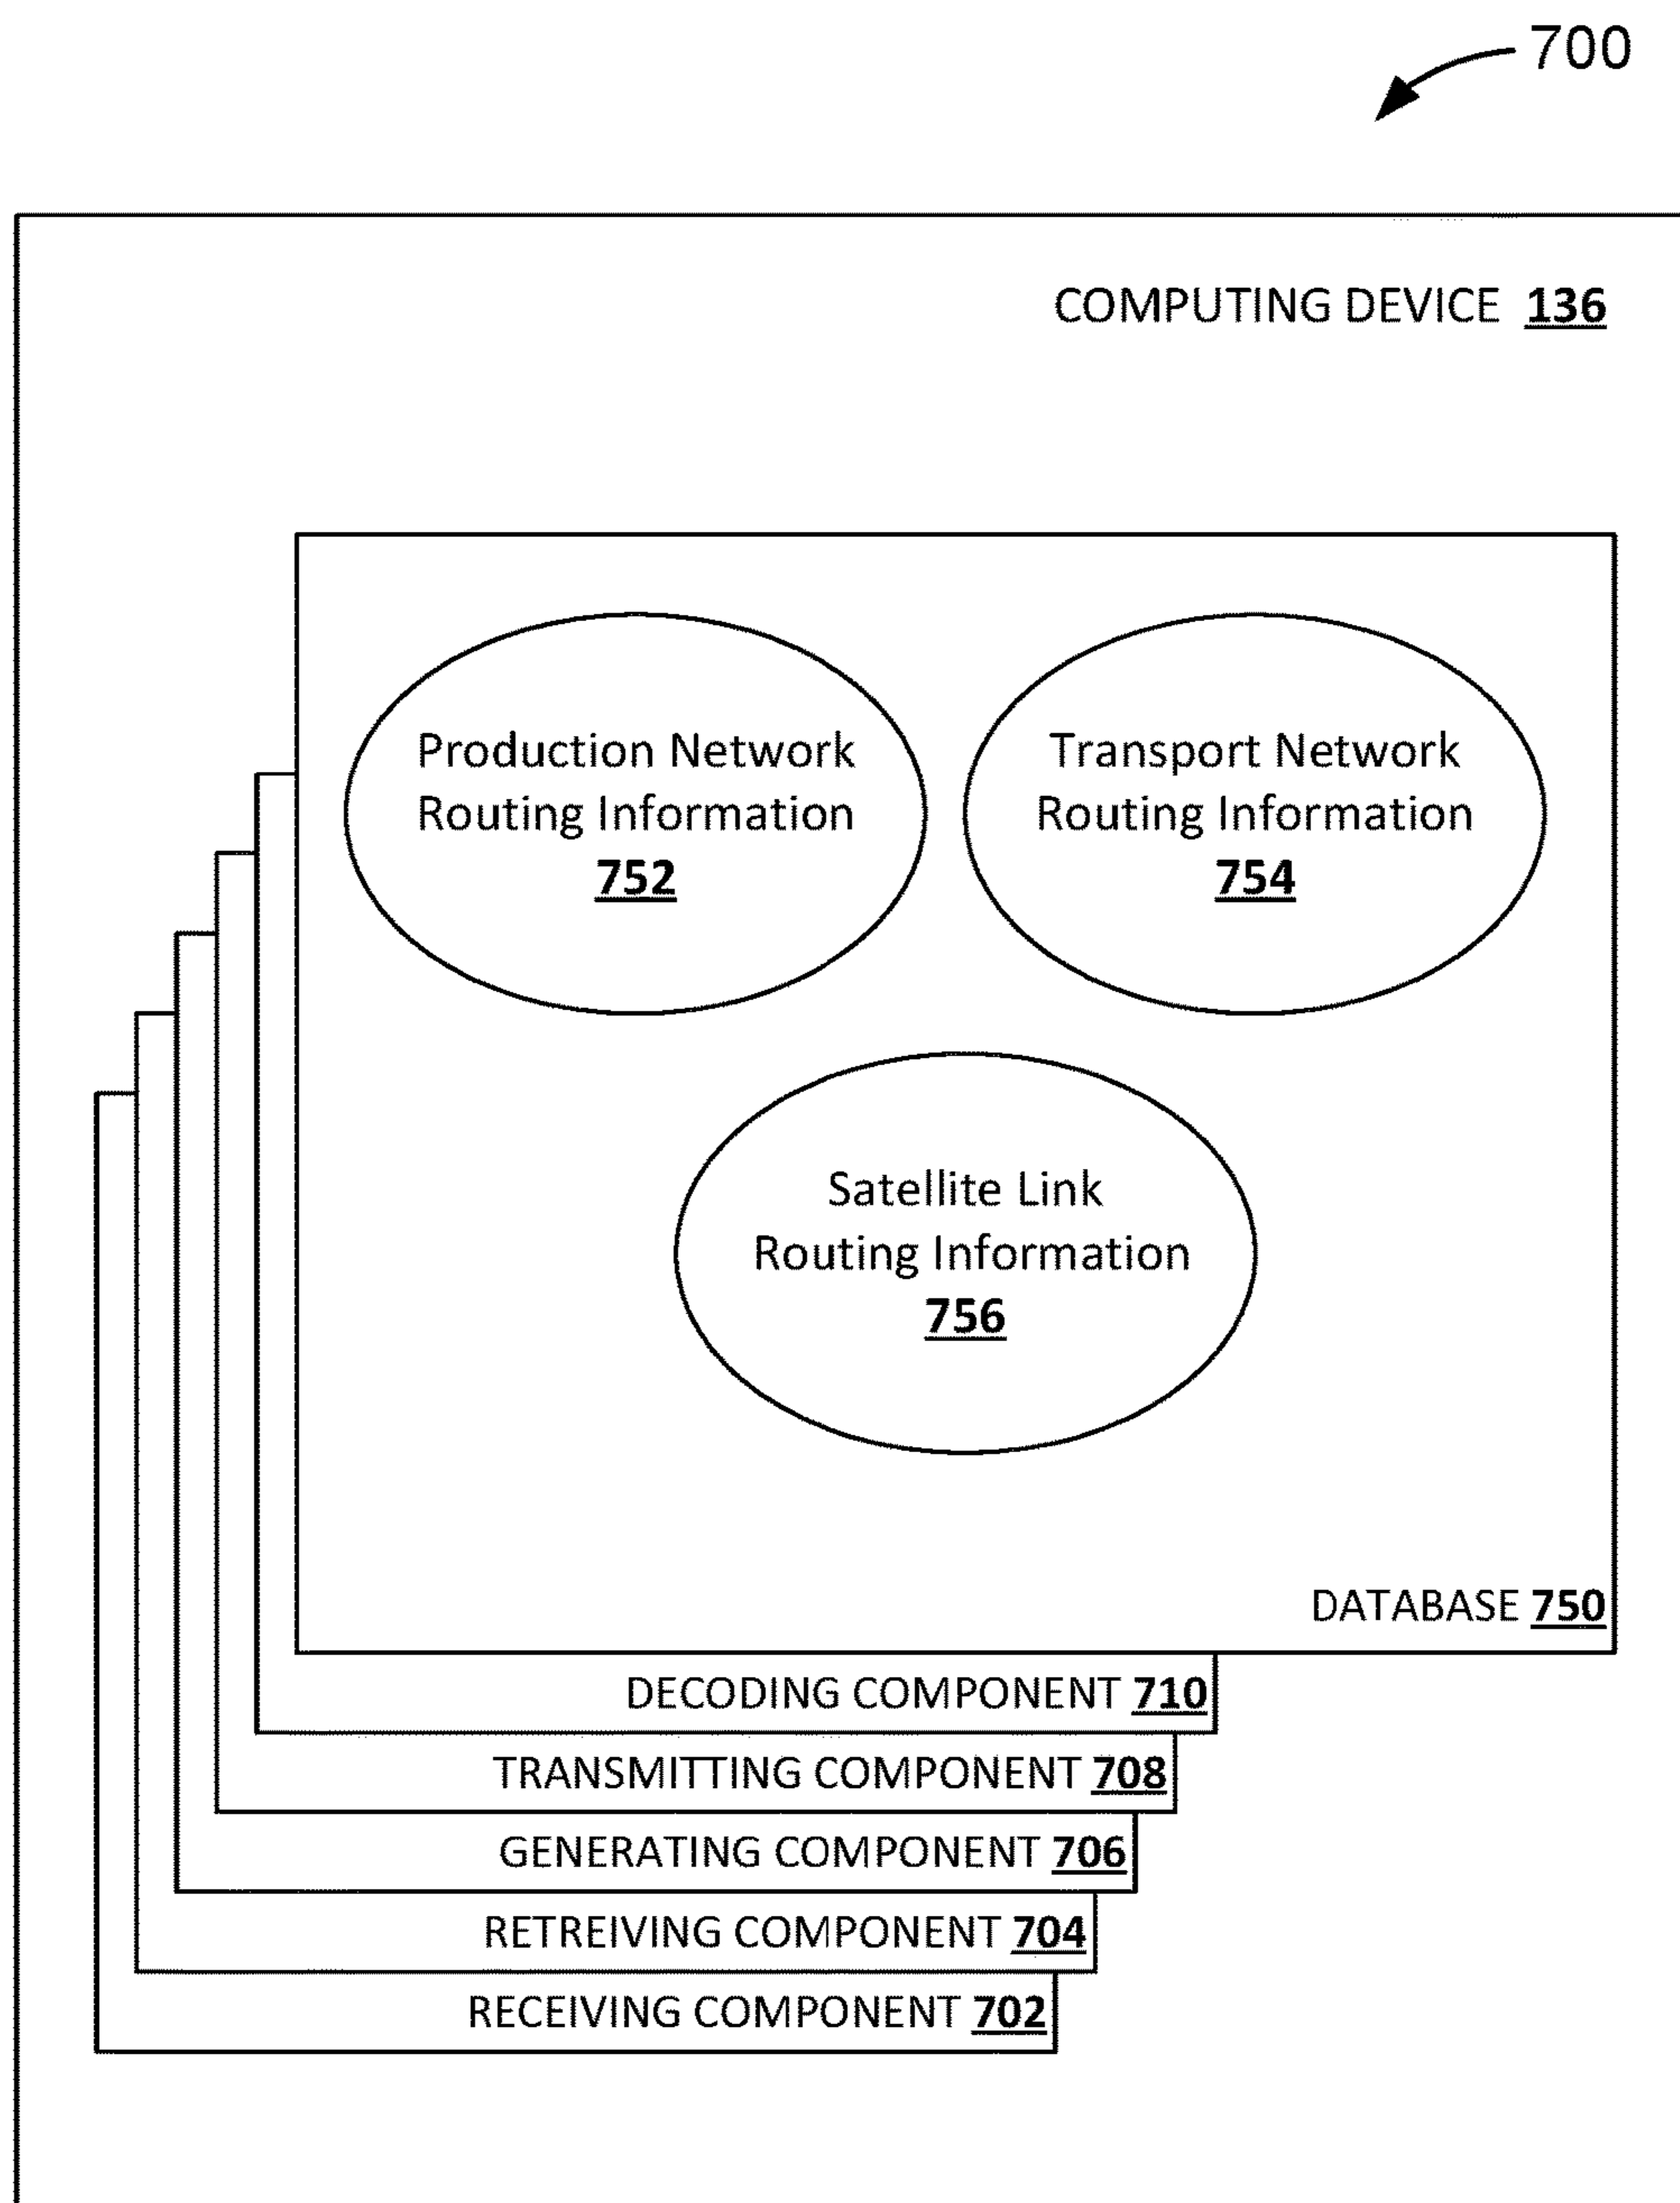 700
COMPUTING DEVICE 136
Production Network
Routing Information
752
Transport Network
Routing Information
754
Satellite Link
Routing Information
756
DATABASE 750
DECODING COMPONENT 710
TRANSMITTING COMPONENT 708
GENERATING COMPONENT 706
RETREIVING COMPONENT 704
RECEIVING COMPONENT 702